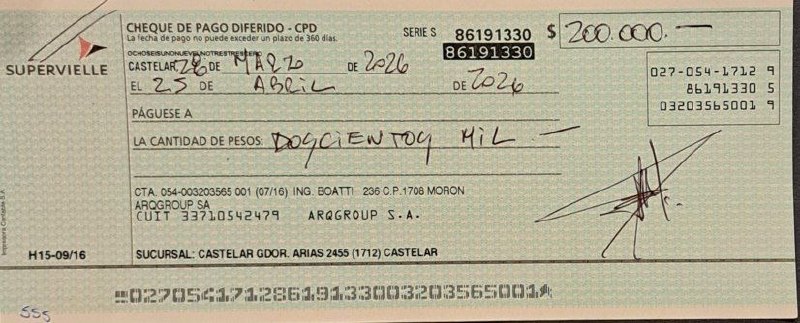 CHEQUE DE PAGO DIFERIDO - CPD
La fecha de pago no puede exceder un plazo de 360 días.
SERIE S 86191330 $ 200.000.—
86191330
OCHOSEISUNONUEVEUNOTRESTRESCERO
SUPERVIELLE
CASTELAR, 28 DE MARZO DE 2026
EL 25 DE ABRIL DE 2026
027-054-1712 9
86191330 5
03203565001 9
PÁGUESE A
LA CANTIDAD DE PESOS: DOSCIENTOS MIL —
CTA. 054-003203565 001 (07/16) ING. BOATTI 236 C.P.1708 MORON
ARQGROUP SA
CUIT 33710542479 ARQGROUP S.A.
H15-09/16
SUCURSAL: CASTELAR GDOR. ARIAS 2455 (1712) CASTELAR
02705417128619133003203565001
555